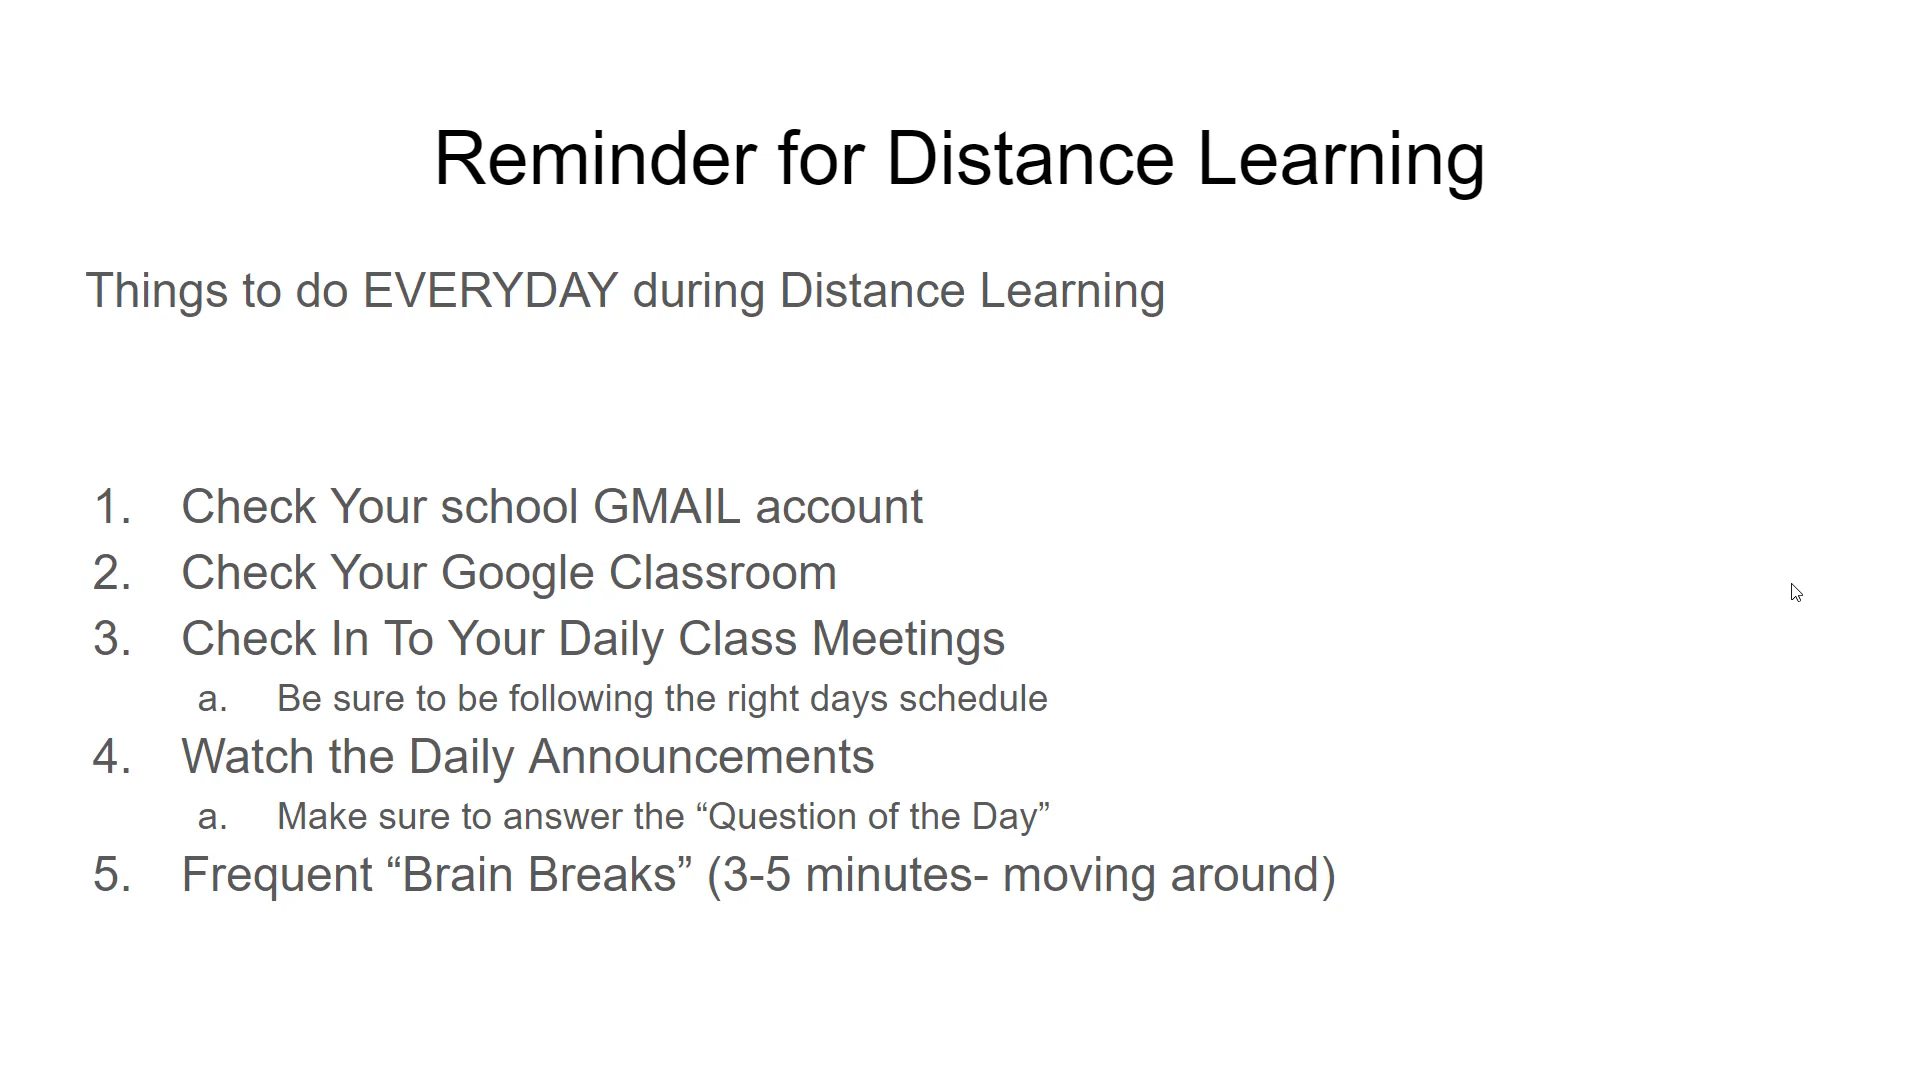 Reminder for Distance Learning
Things to do EVERYDAY during Distance Learning
1. Check Your school GMAIL account
2. Check Your Google Classroom
3. Check In To Your Daily Class Meetings
a. Be sure to be following the right days schedule
4. Watch the Daily Announcements
a. Make sure to answer the “Question of the Day”
5. Frequent “Brain Breaks” (3-5 minutes- moving around)